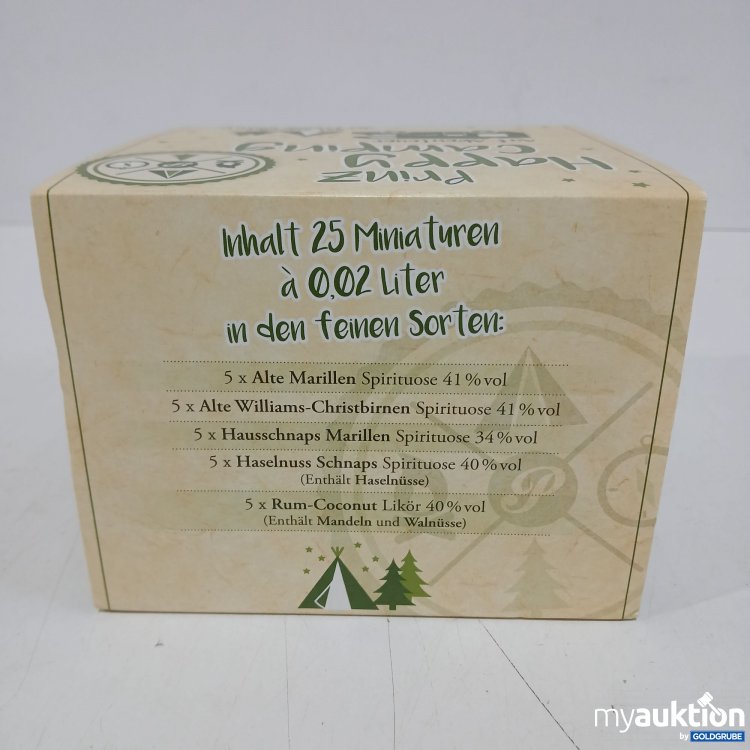 Prinz
Happy
Camping
Inhalt 25 Miniaturen
à 0,02 Liter
in den feinen Sorten:
5 x Alte Marillen Spirituose 41 % vol
5 x Alte Williams-Christbirnen Spirituose 41 % vol
5 x Hausschnaps Marillen Spirituose 34 % vol
5 x Haselnuss Schnaps Spirituose 40 % vol
(Enthält Haselnüsse)
5 x Rum-Coconut Likör 40 % vol
(Enthält Mandeln und Walnüsse)
myauktion
by GOLDGRUBE